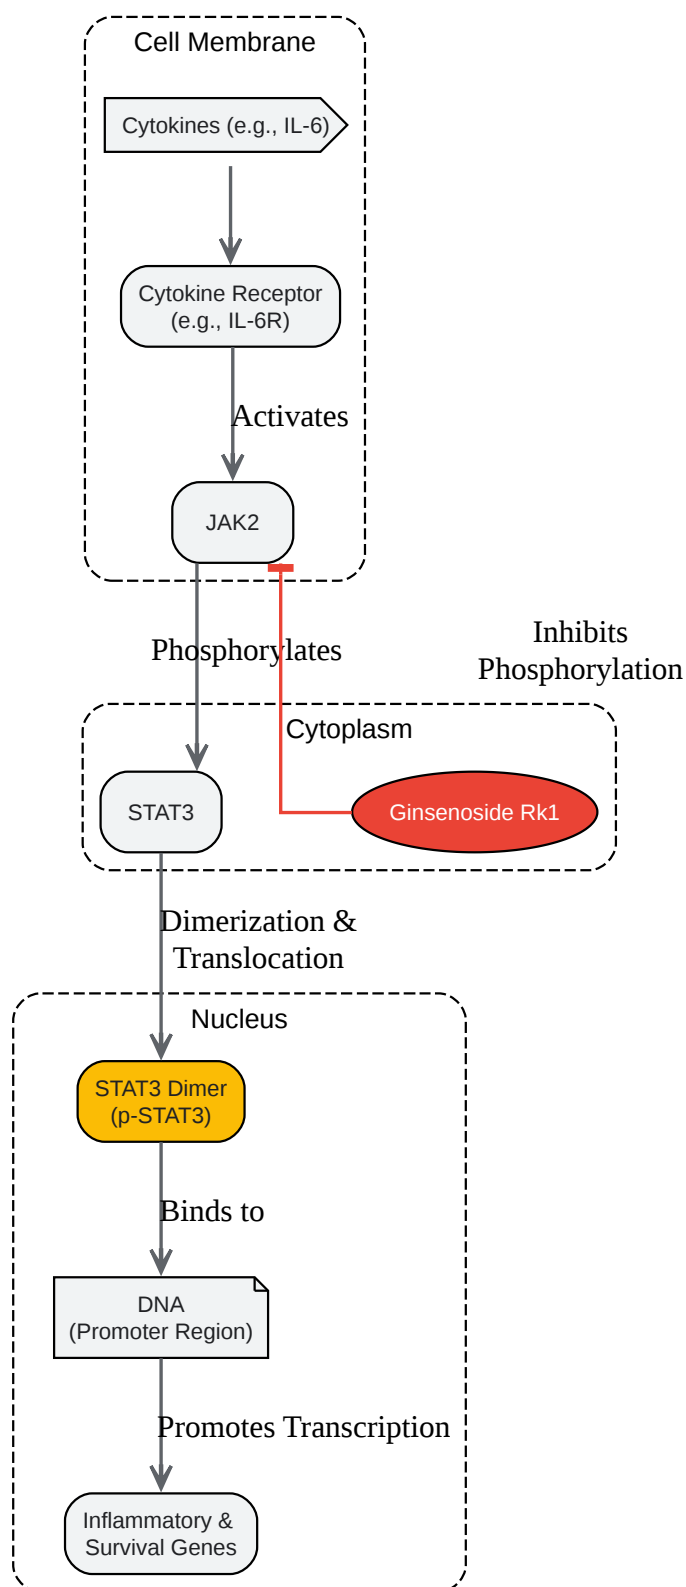 Cell Membrane
Cytokines (e.g., IL-6)
Cytokine Receptor
(e.g., IL-6R)
Activates
JAK2
Phosphorylates
Inhibits
Phosphorylation
Cytoplasm
STAT3
Ginsenoside Rk1
Dimerization &
Translocation
Nucleus
STAT3 Dimer
(p-STAT3)
Binds to
DNA
(Promoter Region)
Promotes Transcription
Inflammatory &
Survival Genes